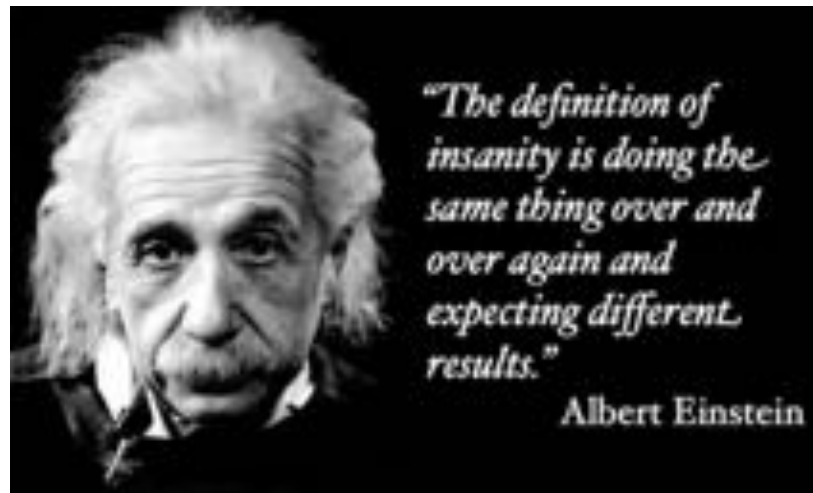 “The definition of
insanity is doing the
same thing over and
over again and
expecting different
results.”
Albert Einstein